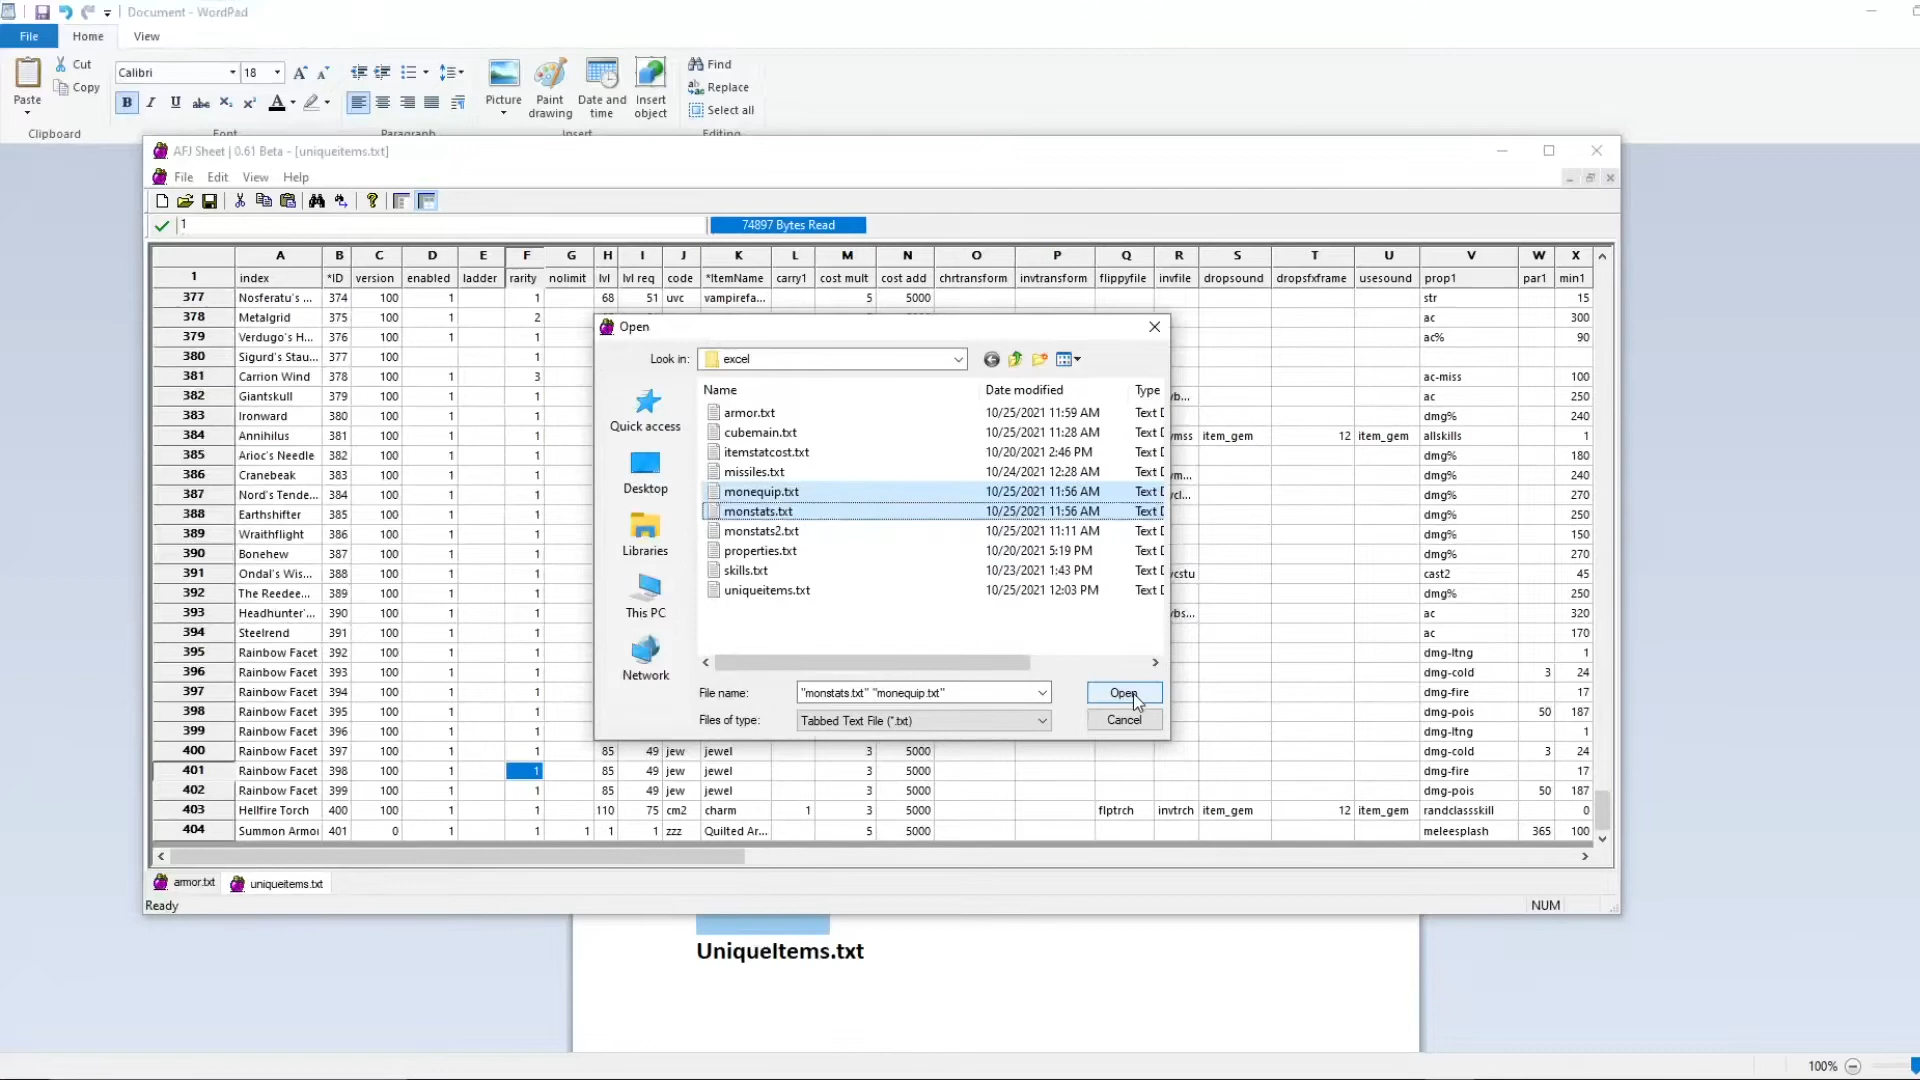 Document - WordPad
File Home View
Cut
Copy
Paste
Clipboard
Calibri 18
B I U abc X₂ X²
A
Font
Paragraph
Picture
Paint drawing
Date and time
Insert object
Insert
Find
Replace
Select all
Editing
AFJ Sheet | 0.61 Beta - [uniqueitems.txt]
File Edit View Help
1
74897 Bytes Read
A B C D E F G H I J K L M N O P Q R S T U V W X
1 index *ID version enabled ladder rarity nolimit lvl lvl req code *ItemName carry1 cost mult cost add chrtransform invtransform flippyfile invfile dropsound dropsfxframe usesound prop1 par1 min1
377 Nosferatu's ... 374 100 1 1 68 51 uvc vampirefa... 5 5000 str 15
378 Metalgrid 375 100 1 2 ac 300
379 Verdugo's H... 376 100 1 1 ac% 90
380 Sigurd's Stau... 377 100 1
381 Carrion Wind 378 100 1 3 ac-miss 100
382 Giantskull 379 100 1 1 ac 250
383 Ironward 380 100 1 1 dmg% 240
384 Annihilus 381 100 1 1 item_gem 12 item_gem allskills 1
385 Arioc's Needle 382 100 1 1 dmg% 180
386 Cranebeak 383 100 1 1 dmg% 240
387 Nord's Tende... 384 100 1 1 dmg% 270
388 Earthshifter 385 100 1 1 dmg% 250
389 Wraithflight 386 100 1 1 dmg% 150
390 Bonehew 387 100 1 1 dmg% 270
391 Ondal's Wis... 388 100 1 1 cast2 45
392 The Reedee... 389 100 1 1 dmg% 250
393 Headhunter'... 390 100 1 1 ac 320
394 Steelrend 391 100 1 1 ac 170
395 Rainbow Facet 392 100 1 1 dmg-ltng 1
396 Rainbow Facet 393 100 1 1 dmg-cold 3 24
397 Rainbow Facet 394 100 1 1 dmg-fire 17
398 Rainbow Facet 395 100 1 1 dmg-pois 50 187
399 Rainbow Facet 396 100 1 1 dmg-ltng 1
400 Rainbow Facet 397 100 1 1 85 49 jew jewel 3 5000 dmg-cold 3 24
401 Rainbow Facet 398 100 1 1 85 49 jew jewel 3 5000 dmg-fire 17
402 Rainbow Facet 399 100 1 1 85 49 jew jewel 3 5000 dmg-pois 50 187
403 Hellfire Torch 400 100 1 1 110 75 cm2 charm 1 3 5000 flptrch invtrch item_gem 12 item_gem randclassskill 0
404 Summon Armor 401 0 1 1 1 1 1 zzz Quilted Ar... 5 5000 meleesplash 365 100
Open
Look in: excel
Quick access
Desktop
Libraries
This PC
Network
Name Date modified Type
armor.txt 10/25/2021 11:59 AM Text D
cubemain.txt 10/25/2021 11:28 AM Text D
itemstatcost.txt 10/20/2021 2:46 PM Text D
missiles.txt 10/24/2021 12:28 AM Text D
monequip.txt 10/25/2021 11:56 AM Text D
monstats.txt 10/25/2021 11:56 AM Text D
monstats2.txt 10/25/2021 11:11 AM Text D
properties.txt 10/20/2021 5:19 PM Text D
skills.txt 10/23/2021 1:43 PM Text D
uniqueitems.txt 10/25/2021 12:03 PM Text D
File name: "monstats.txt" "monequip.txt" Open
Files of type: Tabbed Text File (*.txt) Cancel
armor.txt uniqueitems.txt
Ready NUM
UniqueItems.txt
100%